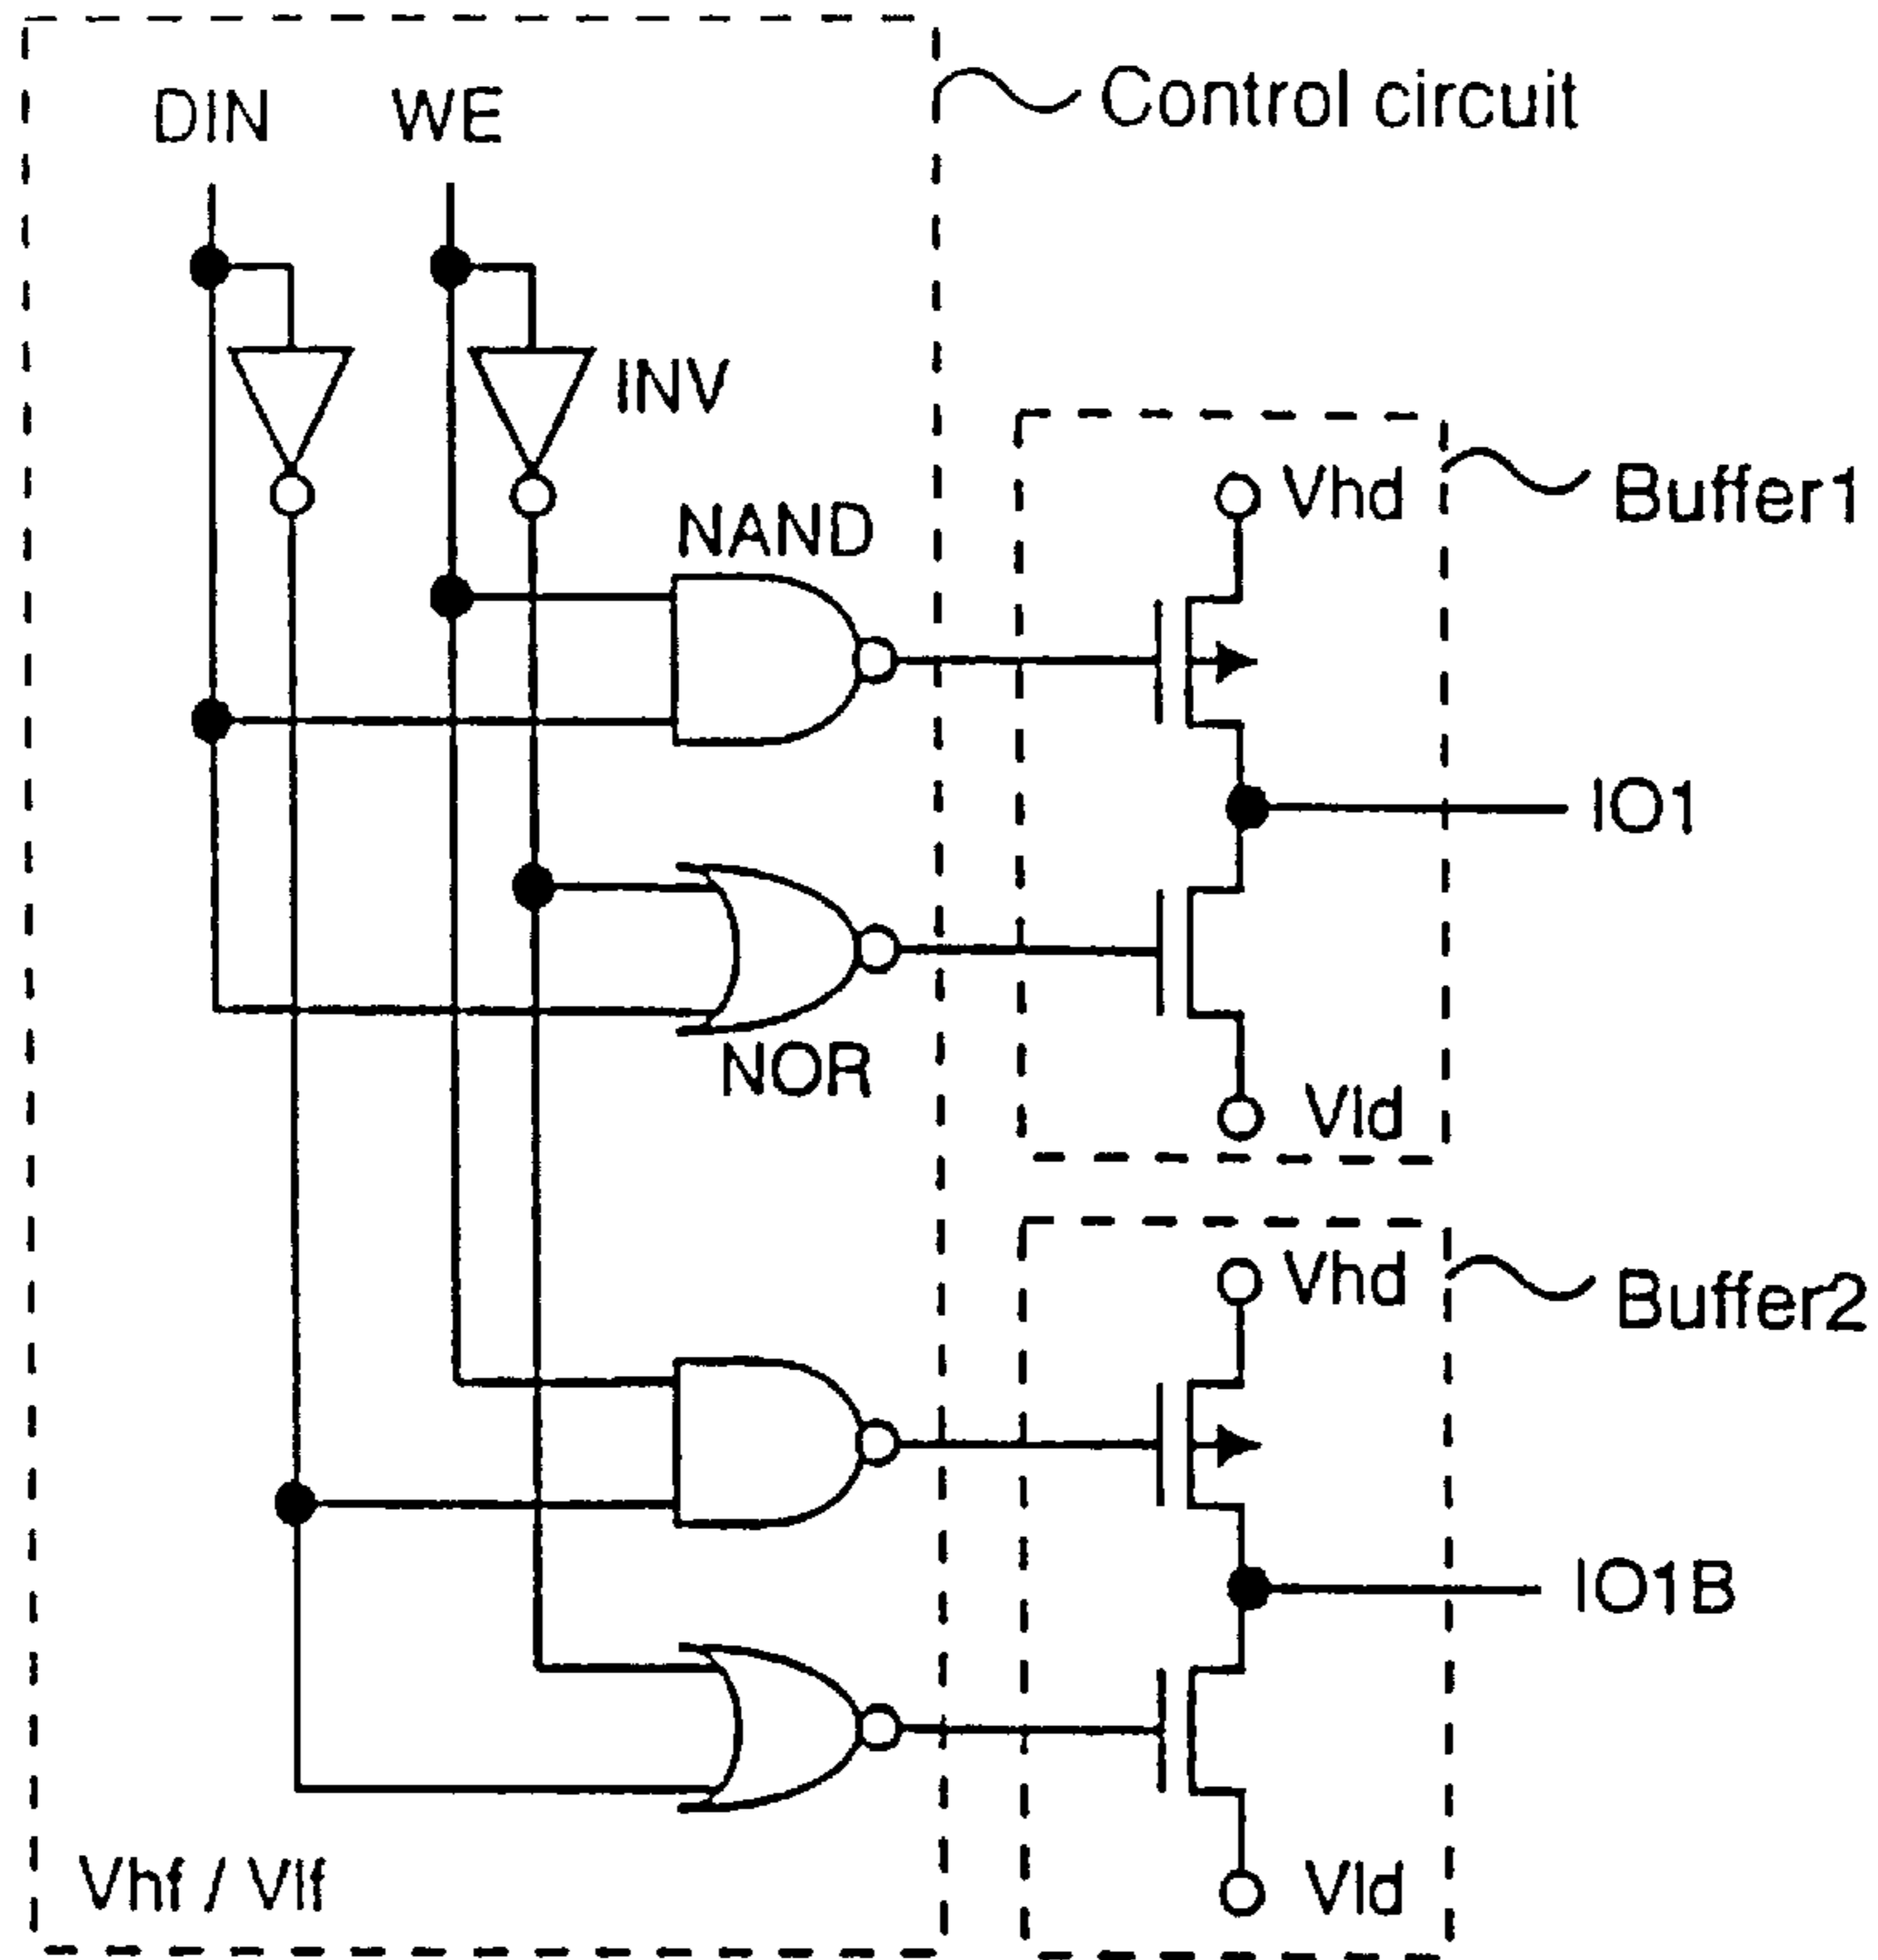 DIN
WE
Control circuit
INV
Vhd
Buffer1
NAND
IO1
NOR
Vld
Vhd
Buffer2
IO1B
Vhf / Vlf
Vld